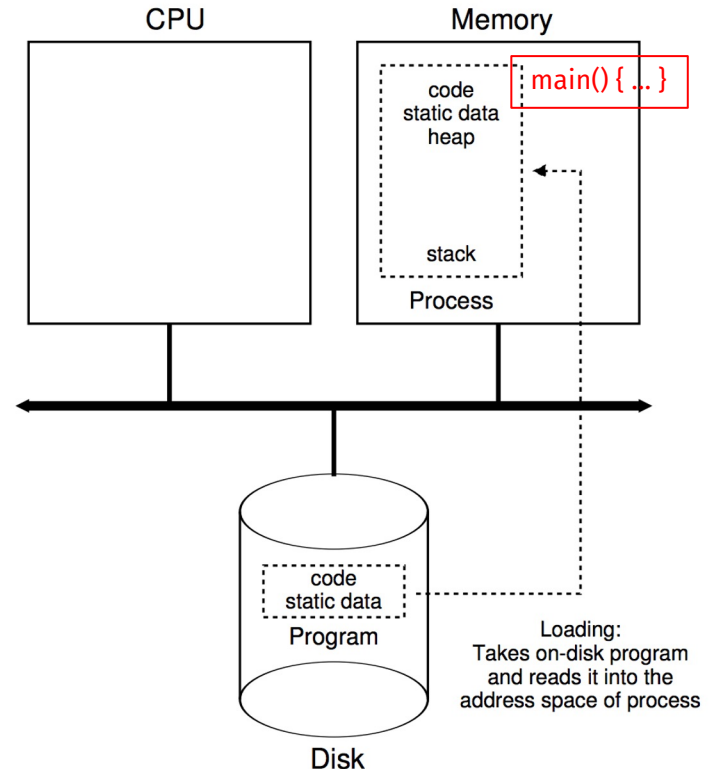 CPU
Memory
main() { ... }
code
static data
heap
stack
Process
code
static data
Program
Loading:
Takes on-disk program
and reads it into the
address space of process
Disk